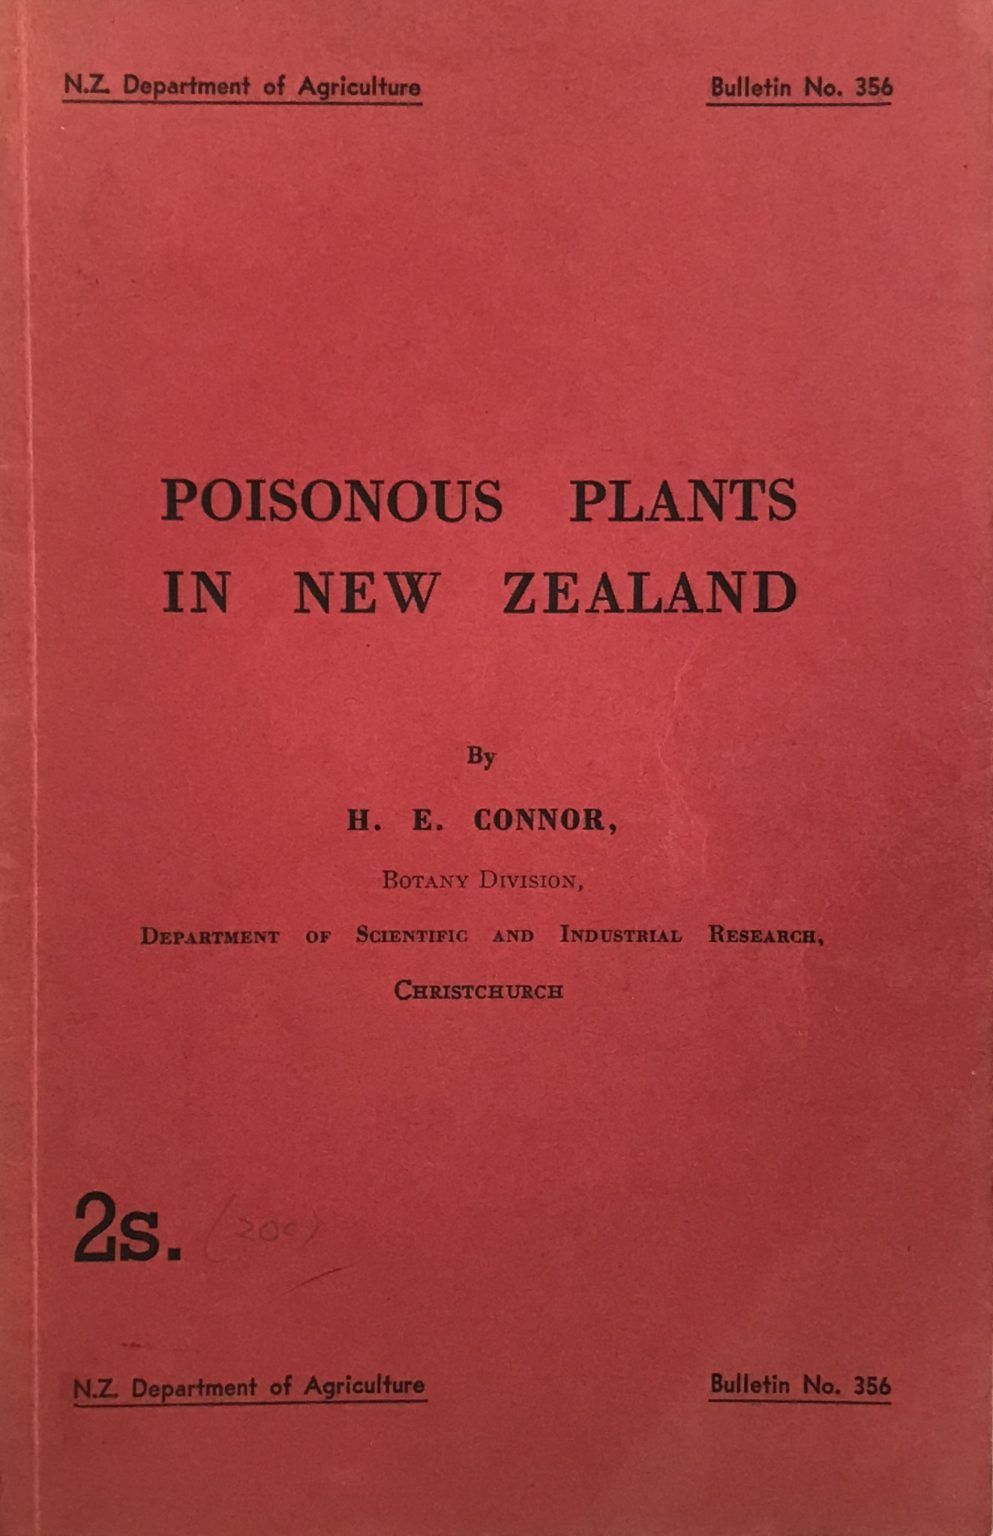 N.Z. Department of Agriculture Bulletin No. 356
POISONOUS PLANTS
IN NEW ZEALAND
By
H. E. CONNOR,
BOTANY DIVISION,
DEPARTMENT OF SCIENTIFIC AND INDUSTRIAL RESEARCH,
CHRISTCHURCH
2s.
N.Z. Department of Agriculture Bulletin No. 356